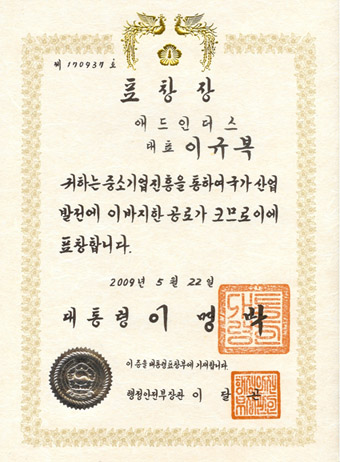 제 170937 호
표 창 장
애드인더스
대표 이규복
귀하는 중소기업진흥을 통하여 국가 산업
발전에 이바지한 공로가 크므로 이에
표창합니다.
2009년 5월 22일
대통령 이명박
이 증을 대통령표창부에 기재합니다.
행정안전부장관 이달곤